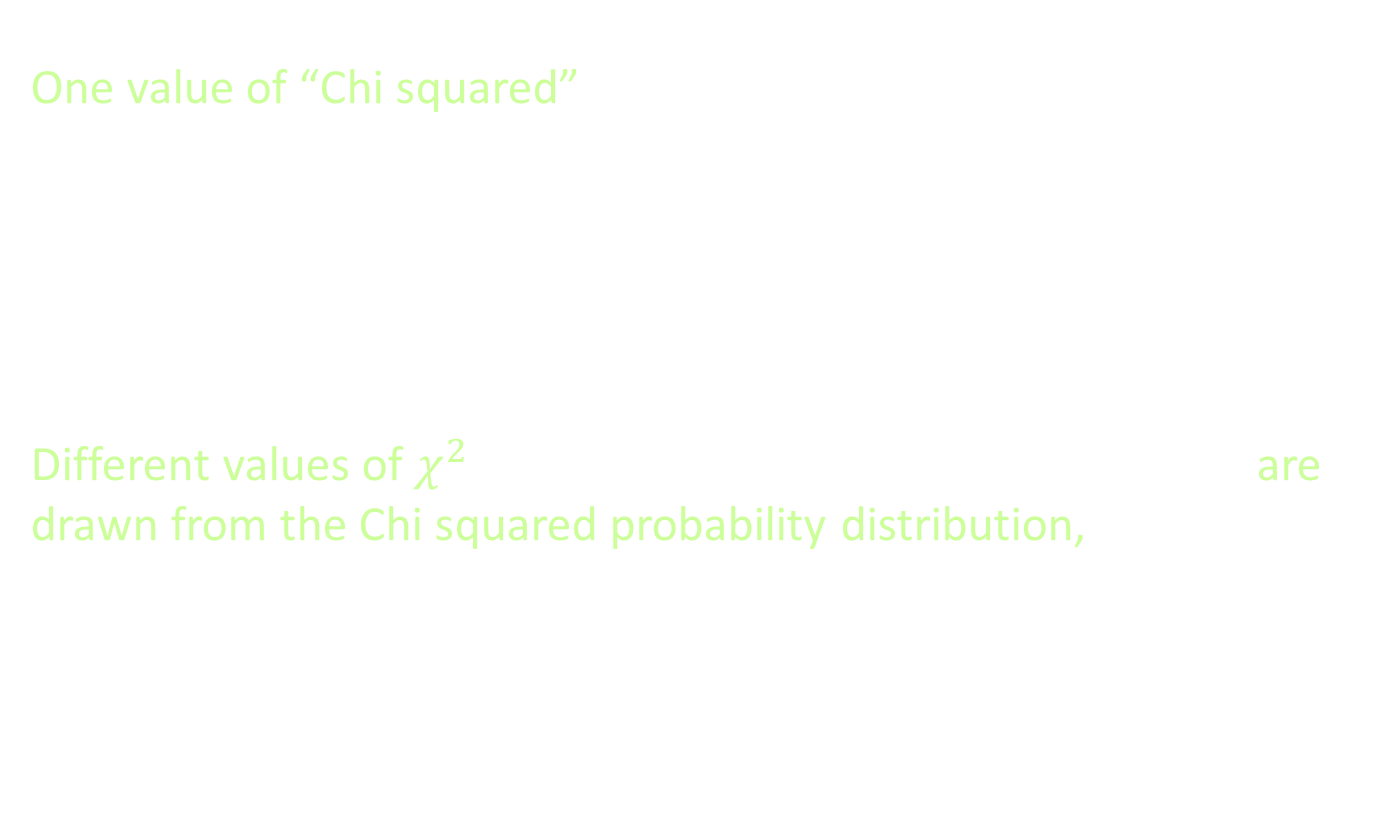 One value of “Chi squared”
Different values of χ² are
drawn from the Chi squared probability distribution,